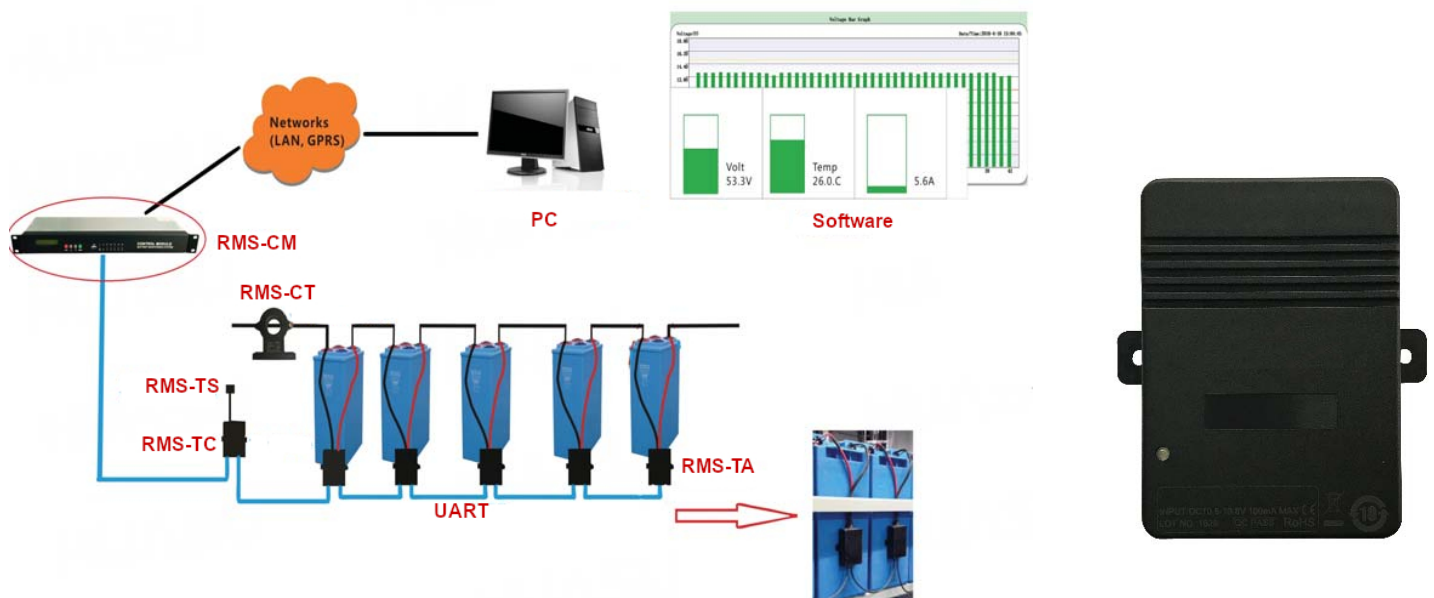 Voltage Bar Graph
Networks
(LAN, GPRS)
Volt
53.3V
Temp
26.0.C
5.6A
PC
Software
RMS-CM
CONTROL MODULE
RMS-CT
RMS-TS
RMS-TC
RMS-TA
UART
RoHS